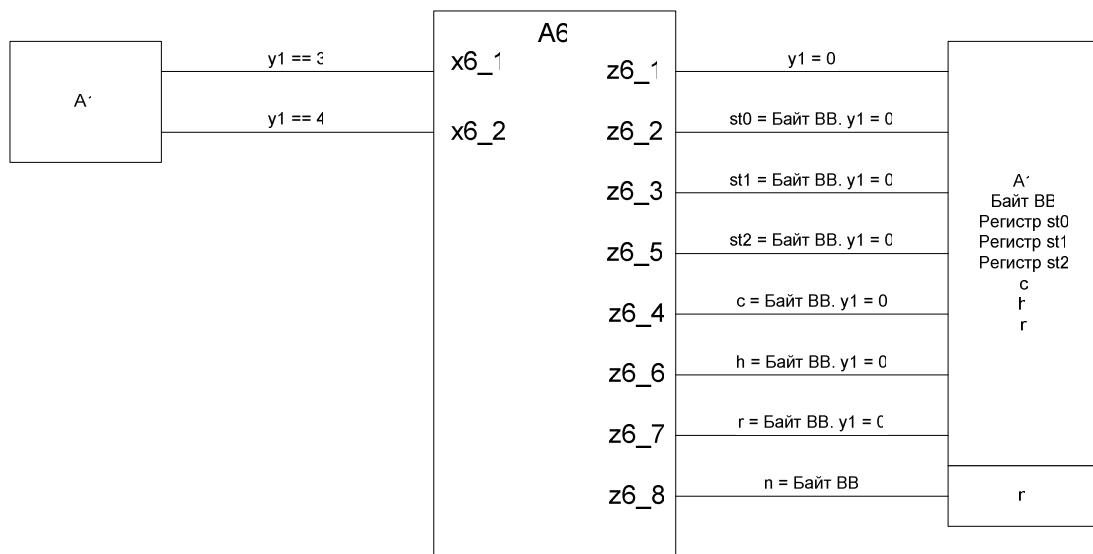 A6
A1
y1 == 3
y1 == 4
x6_1
x6_2
z6_1
z6_2
z6_3
z6_5
z6_4
z6_6
z6_7
z6_8
y1 = 0
st0 = Байт ВВ. y1 = 0
st1 = Байт ВВ. y1 = 0
st2 = Байт ВВ. y1 = 0
c = Байт ВВ. y1 = 0
h = Байт ВВ. y1 = 0
r = Байт ВВ. y1 = 0
n = Байт ВВ
A1
Байт ВВ
Регистр st0
Регистр st1
Регистр st2
c
h
r